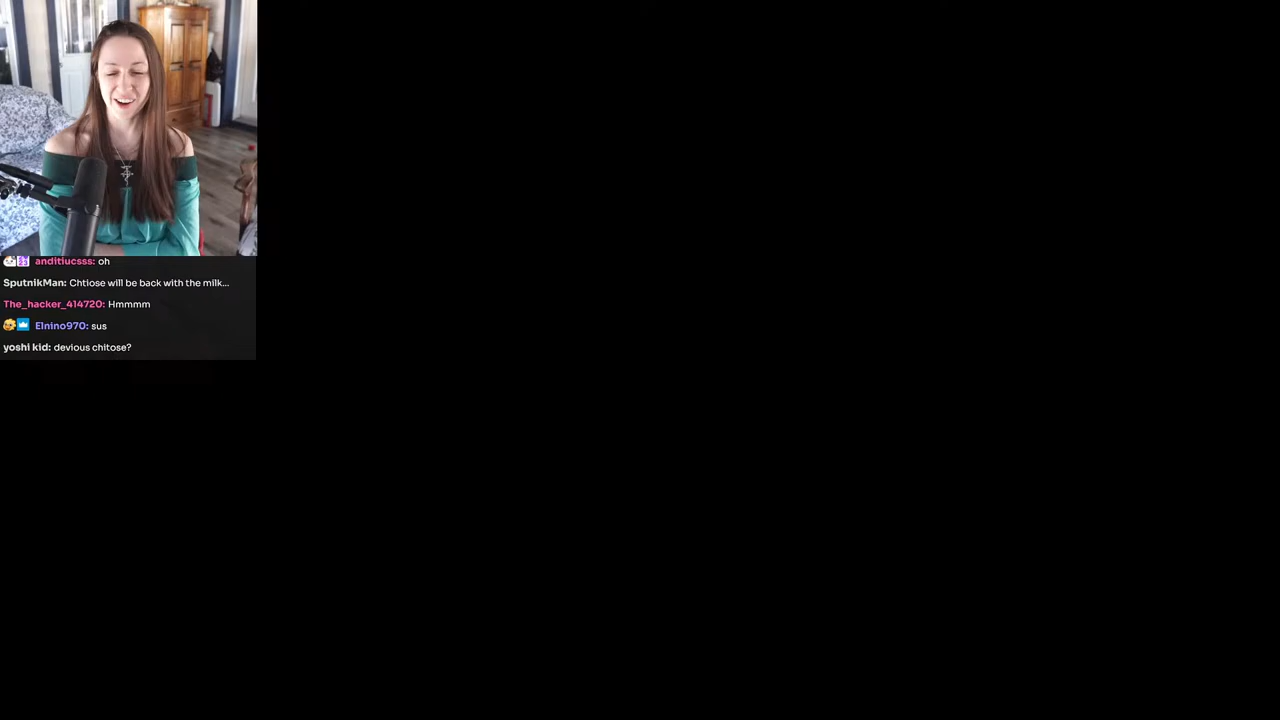 anditiucsss: oh
SputnikMan: Chtiose will be back with the milk...
The_hacker_414720: Hmmmm
Elnino970: sus
yoshi kid: devious chitose?